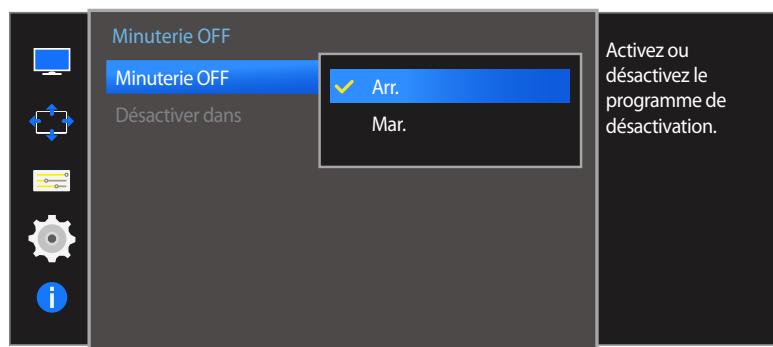 Minuterie OFF
Minuterie OFF
Désactiver dans
Arr.
Mar.
Activez ou
désactivez le
programme de
désactivation.